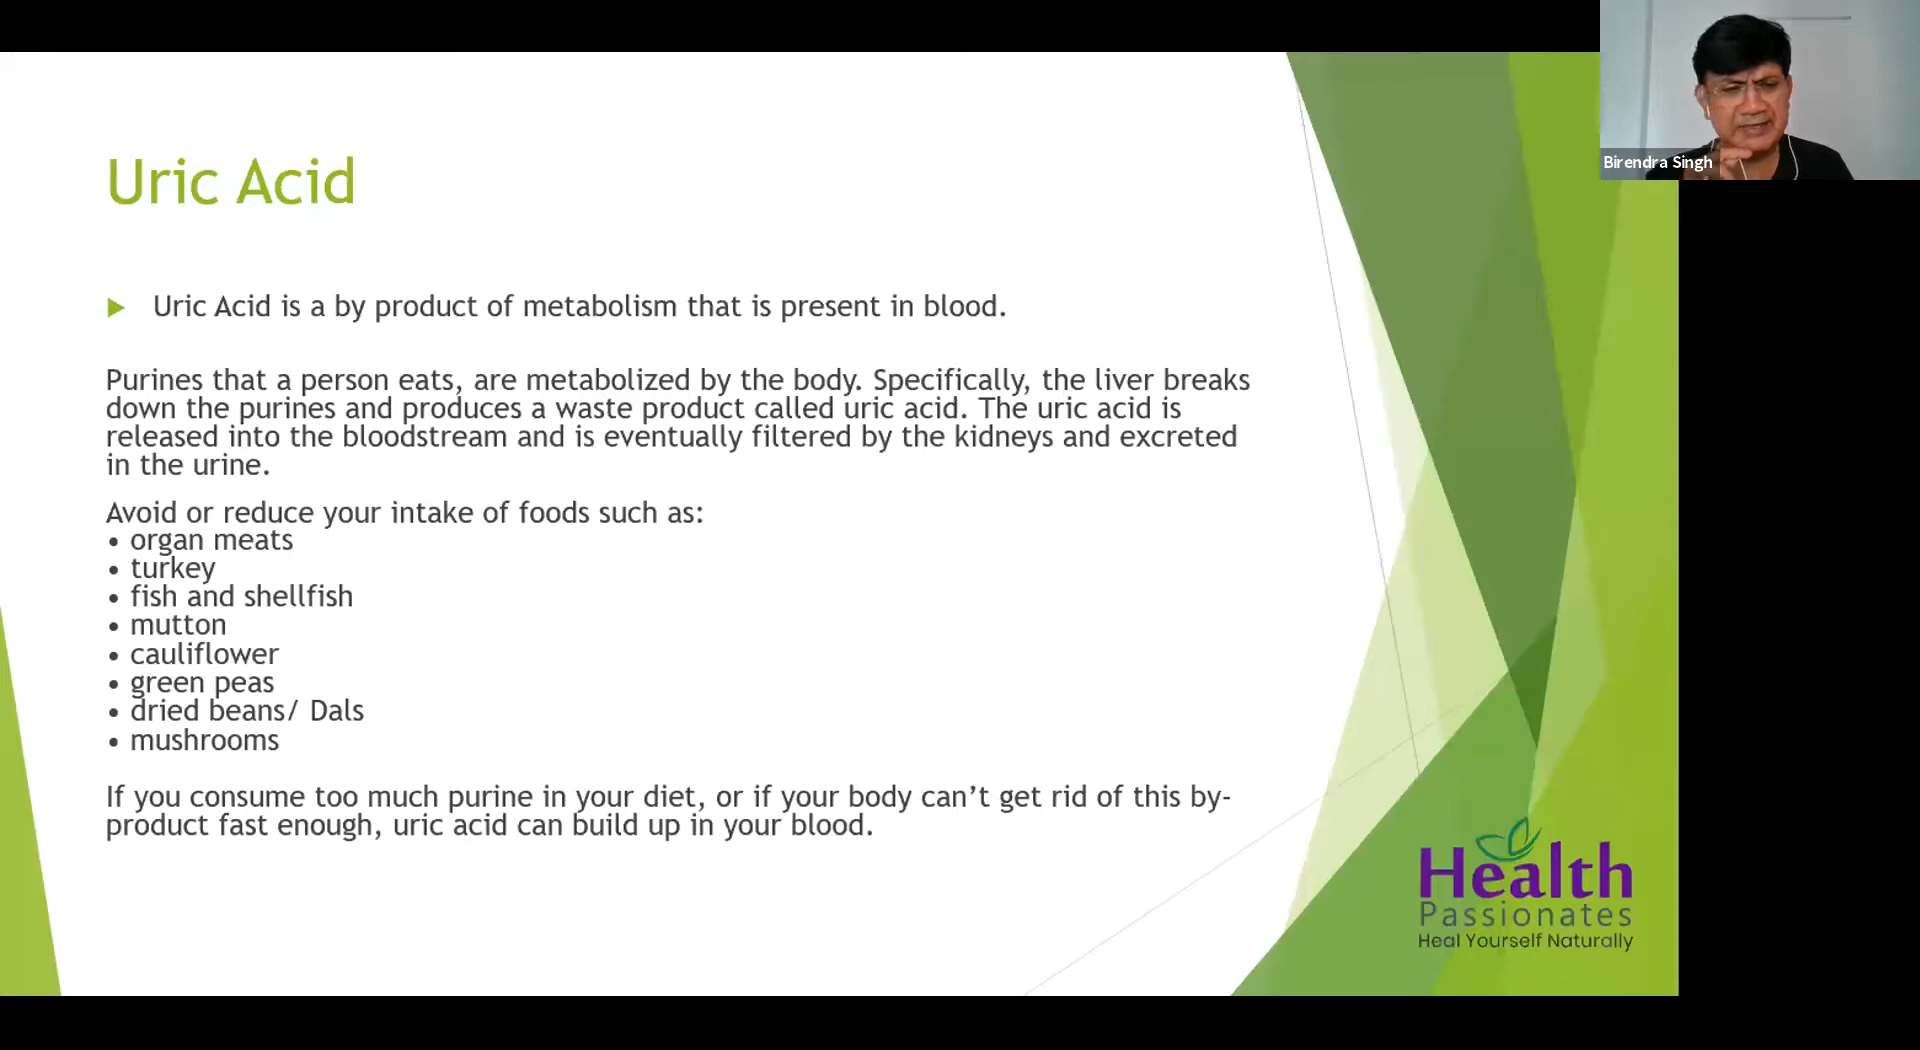 Birendra Singh
Uric Acid
Uric Acid is a by product of metabolism that is present in blood.
Purines that a person eats, are metabolized by the body. Specifically, the liver breaks
down the purines and produces a waste product called uric acid. The uric acid is
released into the bloodstream and is eventually filtered by the kidneys and excreted
in the urine.
Avoid or reduce your intake of foods such as:
• organ meats
• turkey
• fish and shellfish
• mutton
• cauliflower
• green peas
• dried beans/ Dals
• mushrooms
If you consume too much purine in your diet, or if your body can’t get rid of this by-
product fast enough, uric acid can build up in your blood.
Health
Passionates
Heal Yourself Naturally